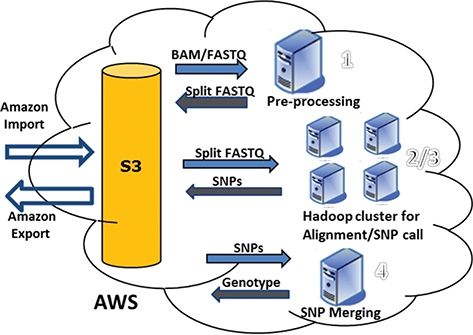 BAM/FASTQ
1
Split FASTQ
Pre-processing
Amazon
Import
S3
Split FASTQ
2/3
SNPs
Amazon
Export
Hadoop cluster for
Alignment/SNP call
SNPs
4
Genotype
AWS
SNP Merging